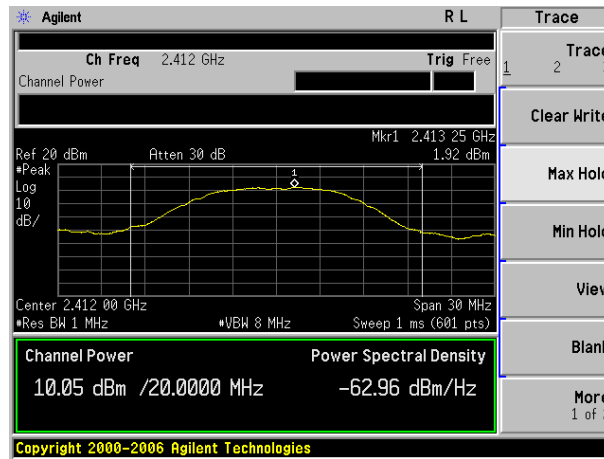 Agilent R L Trace
Ch Freq 2.412 GHz Trig Free
Channel Power
Trace
1 2
Mkr1 2.413 25 GHz
Ref 20 dBm Atten 30 dB 1.92 dBm
#Peak
Log
10
dB/
1
Center 2.412 00 GHz Span 30 MHz
#Res BW 1 MHz #VBW 8 MHz Sweep 1 ms (601 pts)
Channel Power Power Spectral Density
10.05 dBm /20.0000 MHz -62.96 dBm/Hz
Clear Write
Max Hold
Min Hold
View
Blank
More
1 of
Copyright 2000-2006 Agilent Technologies